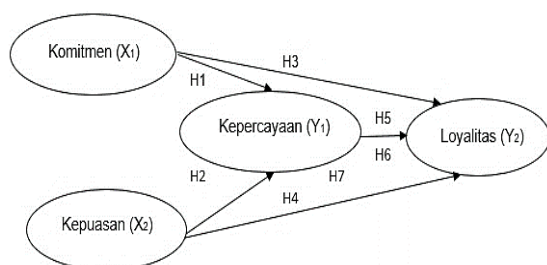 Komitmen (X₁)
H3
H1
Kepercayaan (Y₁)
H5
Loyalitas (Y₂)
H6
H2
H7
H4
Kepuasan (X₂)